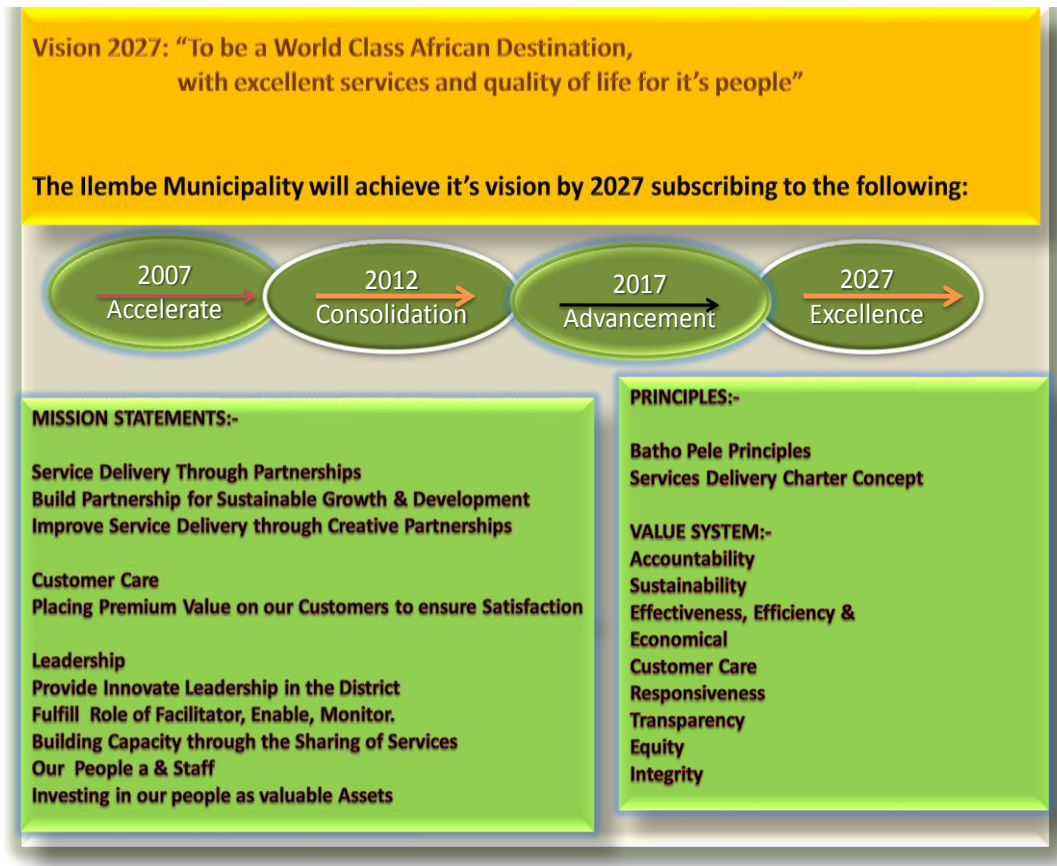 Vision 2027: “To be a World Class African Destination,
with excellent services and quality of life for it’s people”
The Ilembe Municipality will achieve it’s vision by 2027 subscribing to the following:
2007
Accelerate
2012
Consolidation
2017
Advancement
2027
Excellence
MISSION STATEMENTS:-
Service Delivery Through Partnerships
Build Partnership for Sustainable Growth & Development
Improve Service Delivery through Creative Partnerships
Customer Care
Placing Premium Value on our Customers to ensure Satisfaction
Leadership
Provide Innovate Leadership in the District
Fulfill Role of Facilitator, Enable, Monitor.
Building Capacity through the Sharing of Services
Our People a & Staff
Investing in our people as valuable Assets
PRINCIPLES:-
Batho Pele Principles
Services Delivery Charter Concept
VALUE SYSTEM:-
Accountability
Sustainability
Effectiveness, Efficiency &
Economical
Customer Care
Responsiveness
Transparency
Equity
Integrity